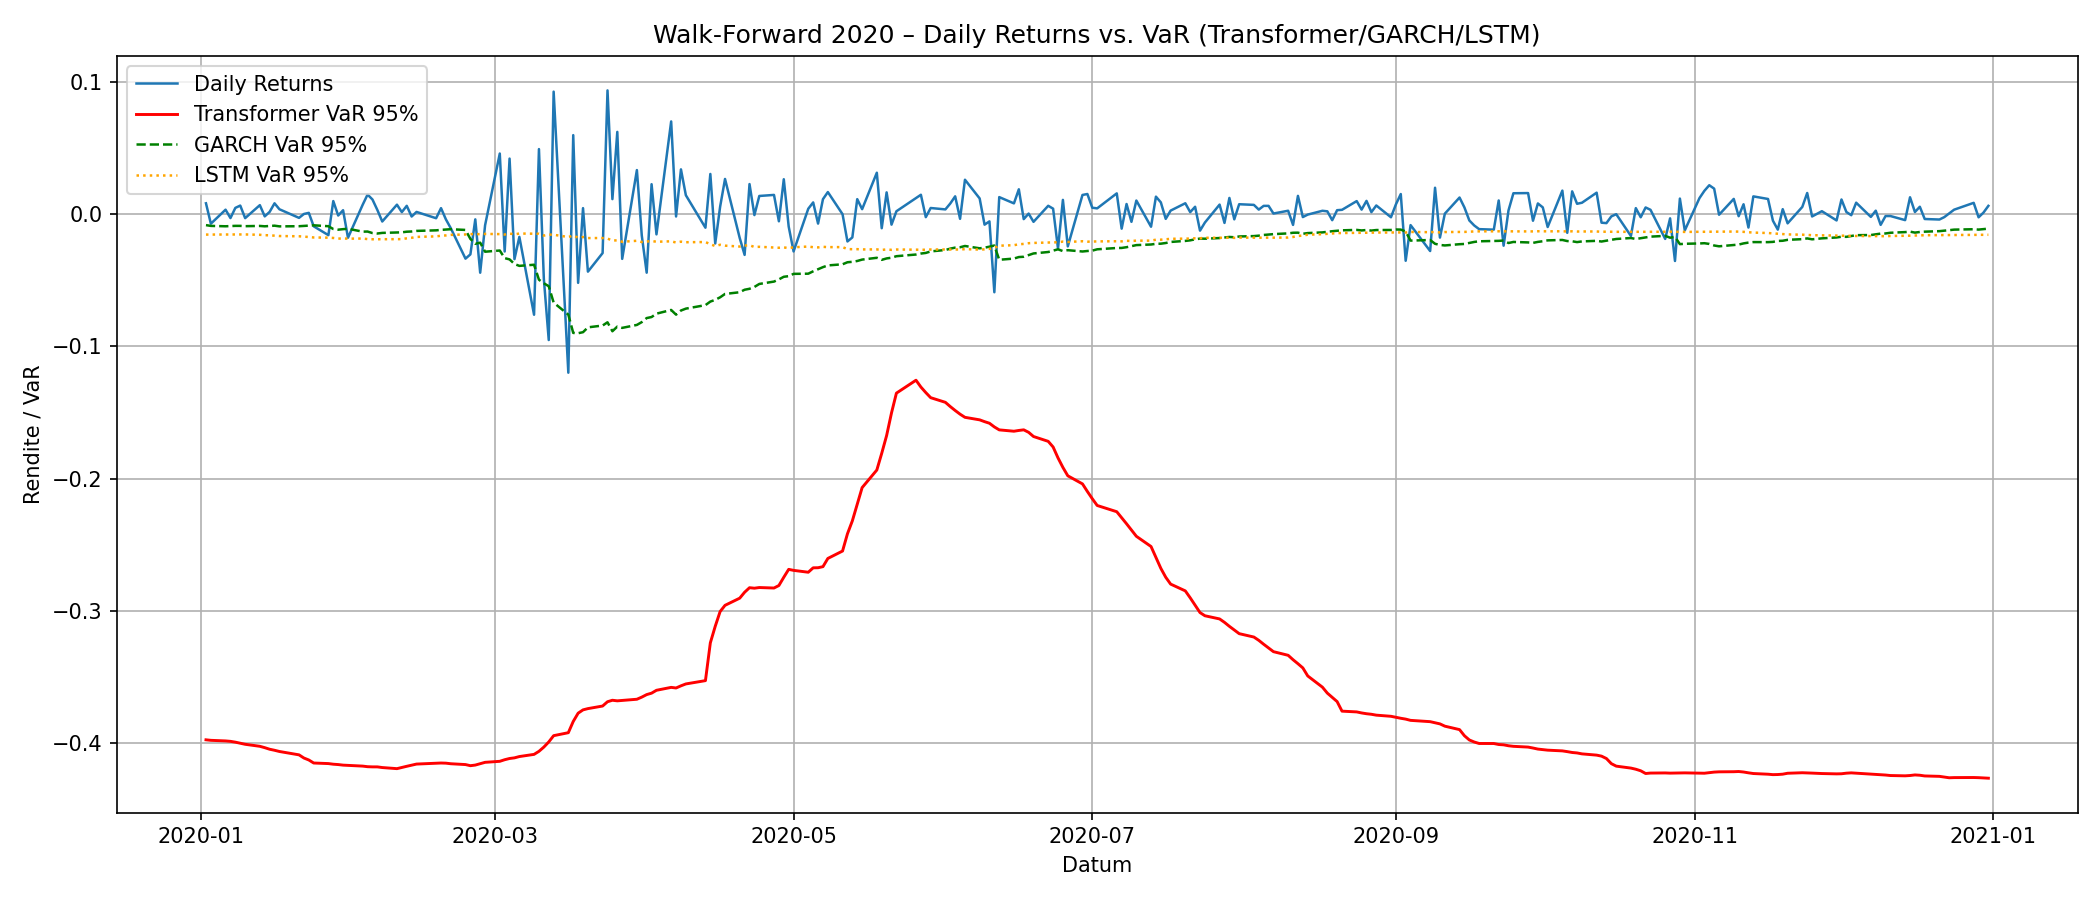 Walk-Forward 2020 – Daily Returns vs. VaR (Transformer/GARCH/LSTM)
Daily Returns
Transformer VaR 95%
GARCH VaR 95%
LSTM VaR 95%
Rendite / VaR
0.1
0.0
−0.1
−0.2
−0.3
−0.4
2020-01
2020-03
2020-05
2020-07
2020-09
2020-11
2021-01
Datum